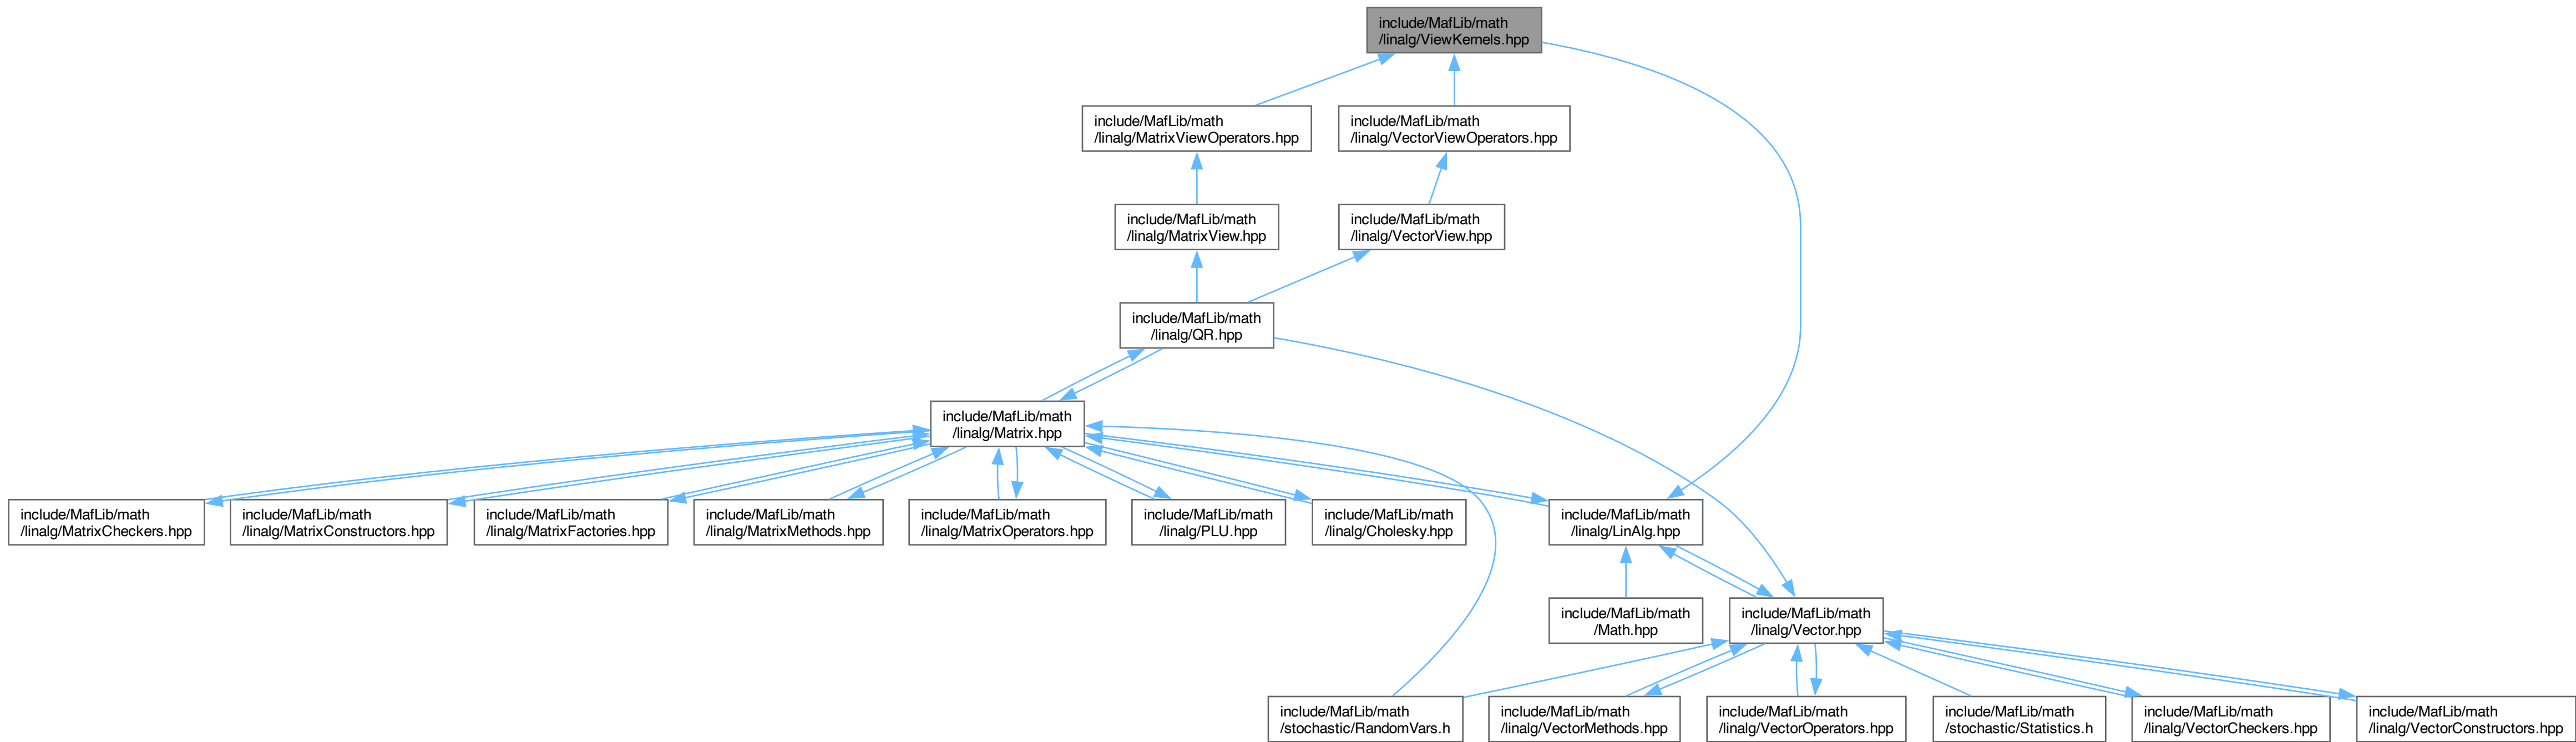 include/MafLib/math
/linalg/ViewKernels.hpp
include/MafLib/math
/linalg/MatrixViewOperators.hpp
include/MafLib/math
/linalg/VectorViewOperators.hpp
include/MafLib/math
/linalg/MatrixView.hpp
include/MafLib/math
/linalg/VectorView.hpp
include/MafLib/math
/linalg/QR.hpp
include/MafLib/math
/linalg/Matrix.hpp
include/MafLib/math
/linalg/MatrixCheckers.hpp
include/MafLib/math
/linalg/MatrixConstructors.hpp
include/MafLib/math
/linalg/MatrixFactories.hpp
include/MafLib/math
/linalg/MatrixMethods.hpp
include/MafLib/math
/linalg/MatrixOperators.hpp
include/MafLib/math
/linalg/PLU.hpp
include/MafLib/math
/linalg/Cholesky.hpp
include/MafLib/math
/linalg/LinAlg.hpp
include/MafLib/math
/Math.hpp
include/MafLib/math
/linalg/Vector.hpp
include/MafLib/math
/stochastic/RandomVars.h
include/MafLib/math
/linalg/VectorMethods.hpp
include/MafLib/math
/linalg/VectorOperators.hpp
include/MafLib/math
/stochastic/Statistics.h
include/MafLib/math
/linalg/VectorCheckers.hpp
include/MafLib/math
/linalg/VectorConstructors.hpp